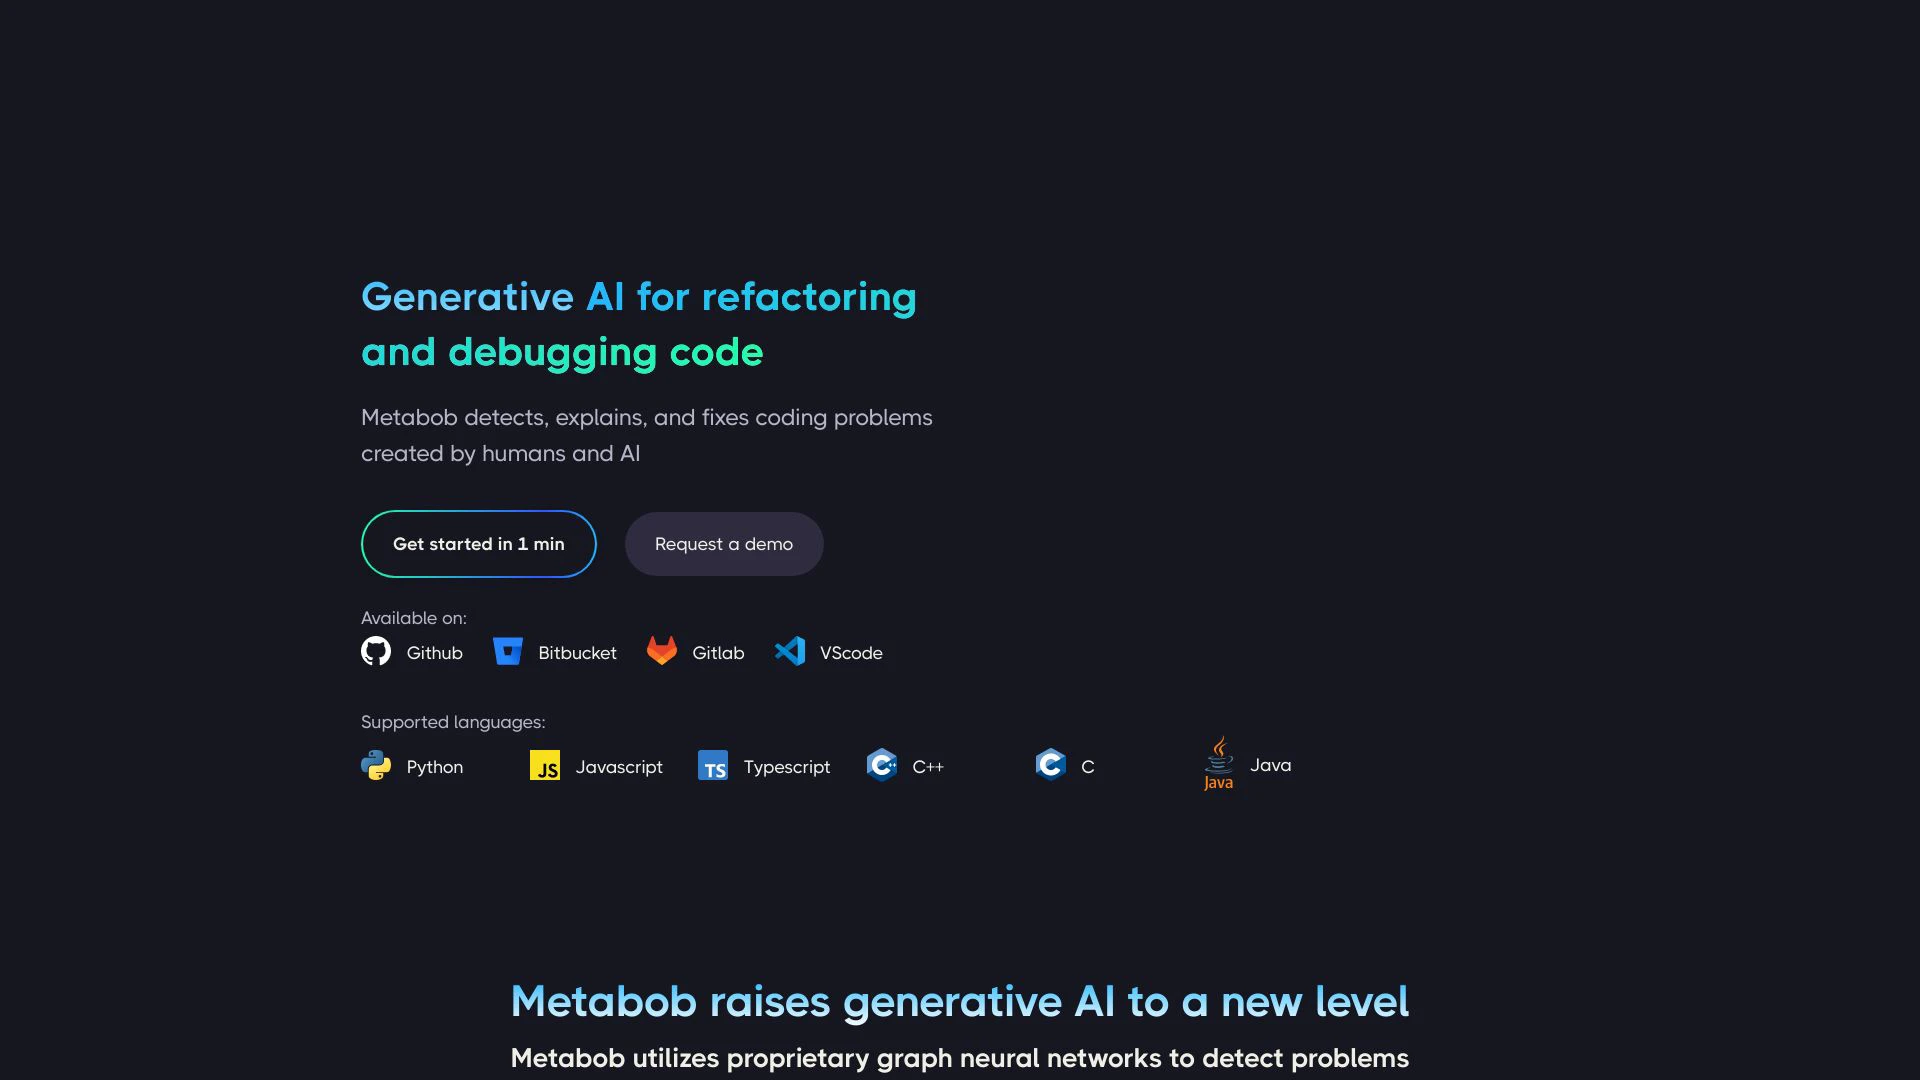 Generative AI for refactoring
and debugging code
Metabob detects, explains, and fixes coding problems
created by humans and AI
Get started in 1 min
Request a demo
Available on:
Github
Bitbucket
Gitlab
VScode
Supported languages:
Python
JS
Javascript
TS
Typescript
C++
C++
C
C
Java
Java
Metabob raises generative AI to a new level
Metabob utilizes proprietary graph neural networks to detect problems